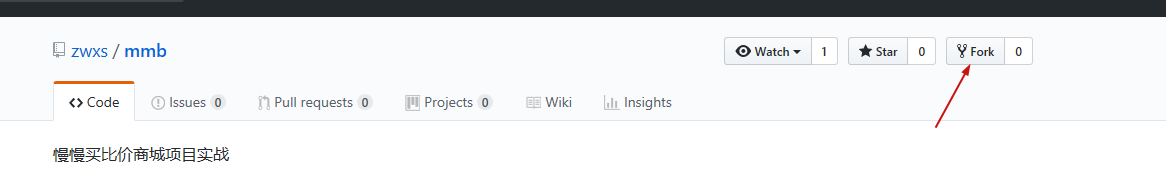 zwxs / mmb
Watch 1 Star 0 Fork 0
Code Issues 0 Pull requests 0 Projects 0 Wiki Insights
慢慢买比价商城项目实战